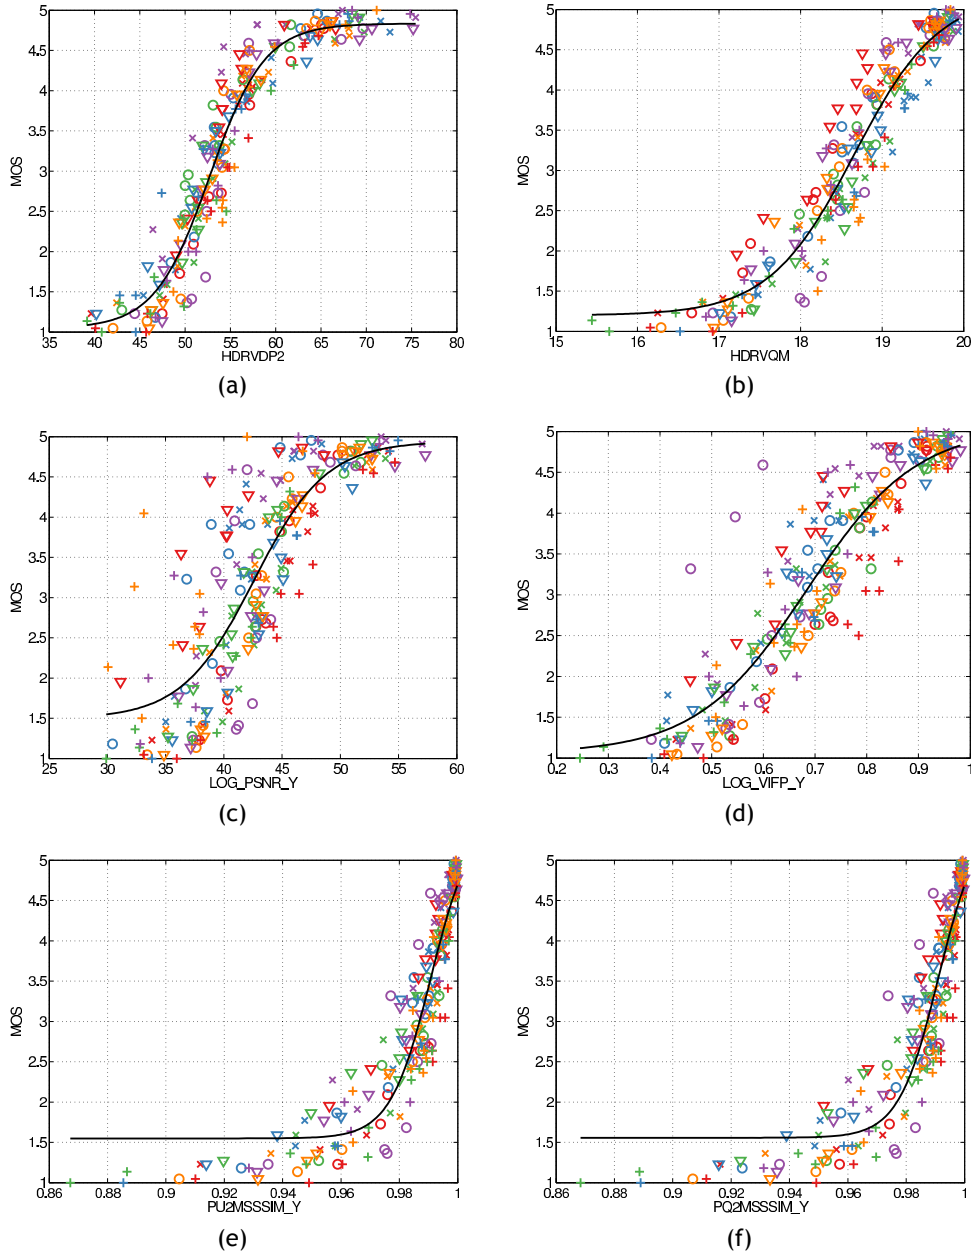 5
4.5
4
3.5
3
2.5
2
1.5
1
MOS
35 40 45 50 55 60 65 70 75 80
HDRVDP2
(a)
5
4.5
4
3.5
3
2.5
2
1.5
1
MOS
15 16 17 18 19 20
HDRVQM
(b)
5
4.5
4
3.5
3
2.5
2
1.5
1
MOS
25 30 35 40 45 50 55 60
LOG_PSNR_Y
(c)
5
4.5
4
3.5
3
2.5
2
1.5
1
MOS
0.2 0.3 0.4 0.5 0.6 0.7 0.8 0.9 1
LOG_VIFP_Y
(d)
5
4.5
4
3.5
3
2.5
2
1.5
1
MOS
0.86 0.88 0.9 0.92 0.94 0.96 0.98 1
PU2MSSSIM_Y
(e)
5
4.5
4
3.5
3
2.5
2
1.5
1
MOS
0.86 0.88 0.9 0.92 0.94 0.96 0.98 1
PQ2MSSSIM_Y
(f)